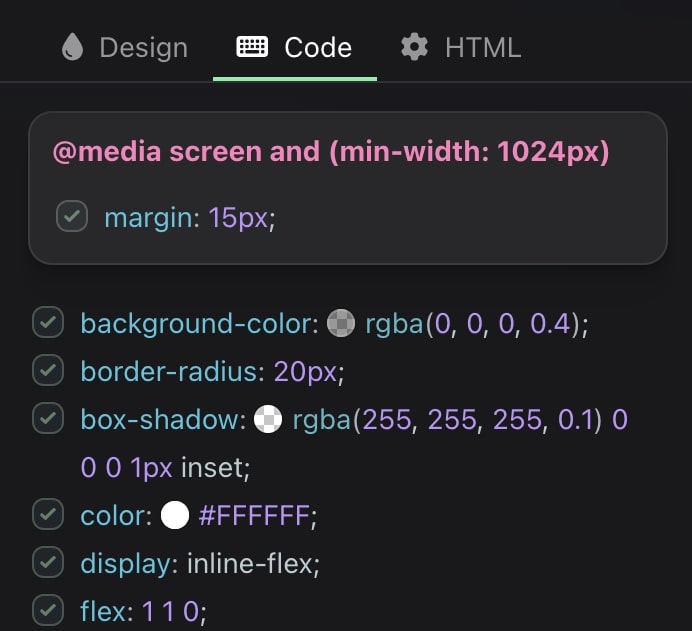 Design Code HTML
@media screen and (min-width: 1024px)
margin: 15px;
background-color: rgba(0, 0, 0, 0.4);
border-radius: 20px;
box-shadow: rgba(255, 255, 255, 0.1) 0
0 0 1px inset;
color: #FFFFFF;
display: inline-flex;
flex: 1 1 0;